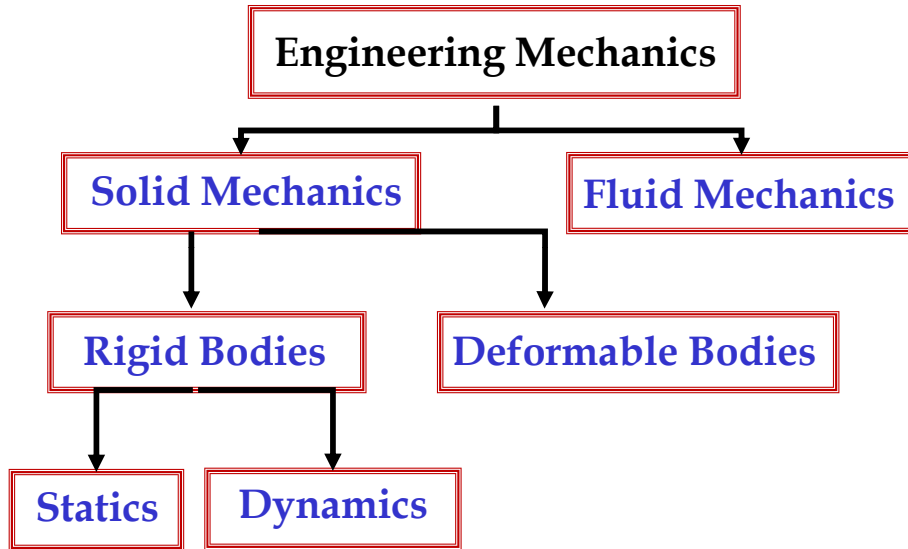 Engineering Mechanics
Solid Mechanics
Fluid Mechanics
Rigid Bodies
Deformable Bodies
Statics
Dynamics